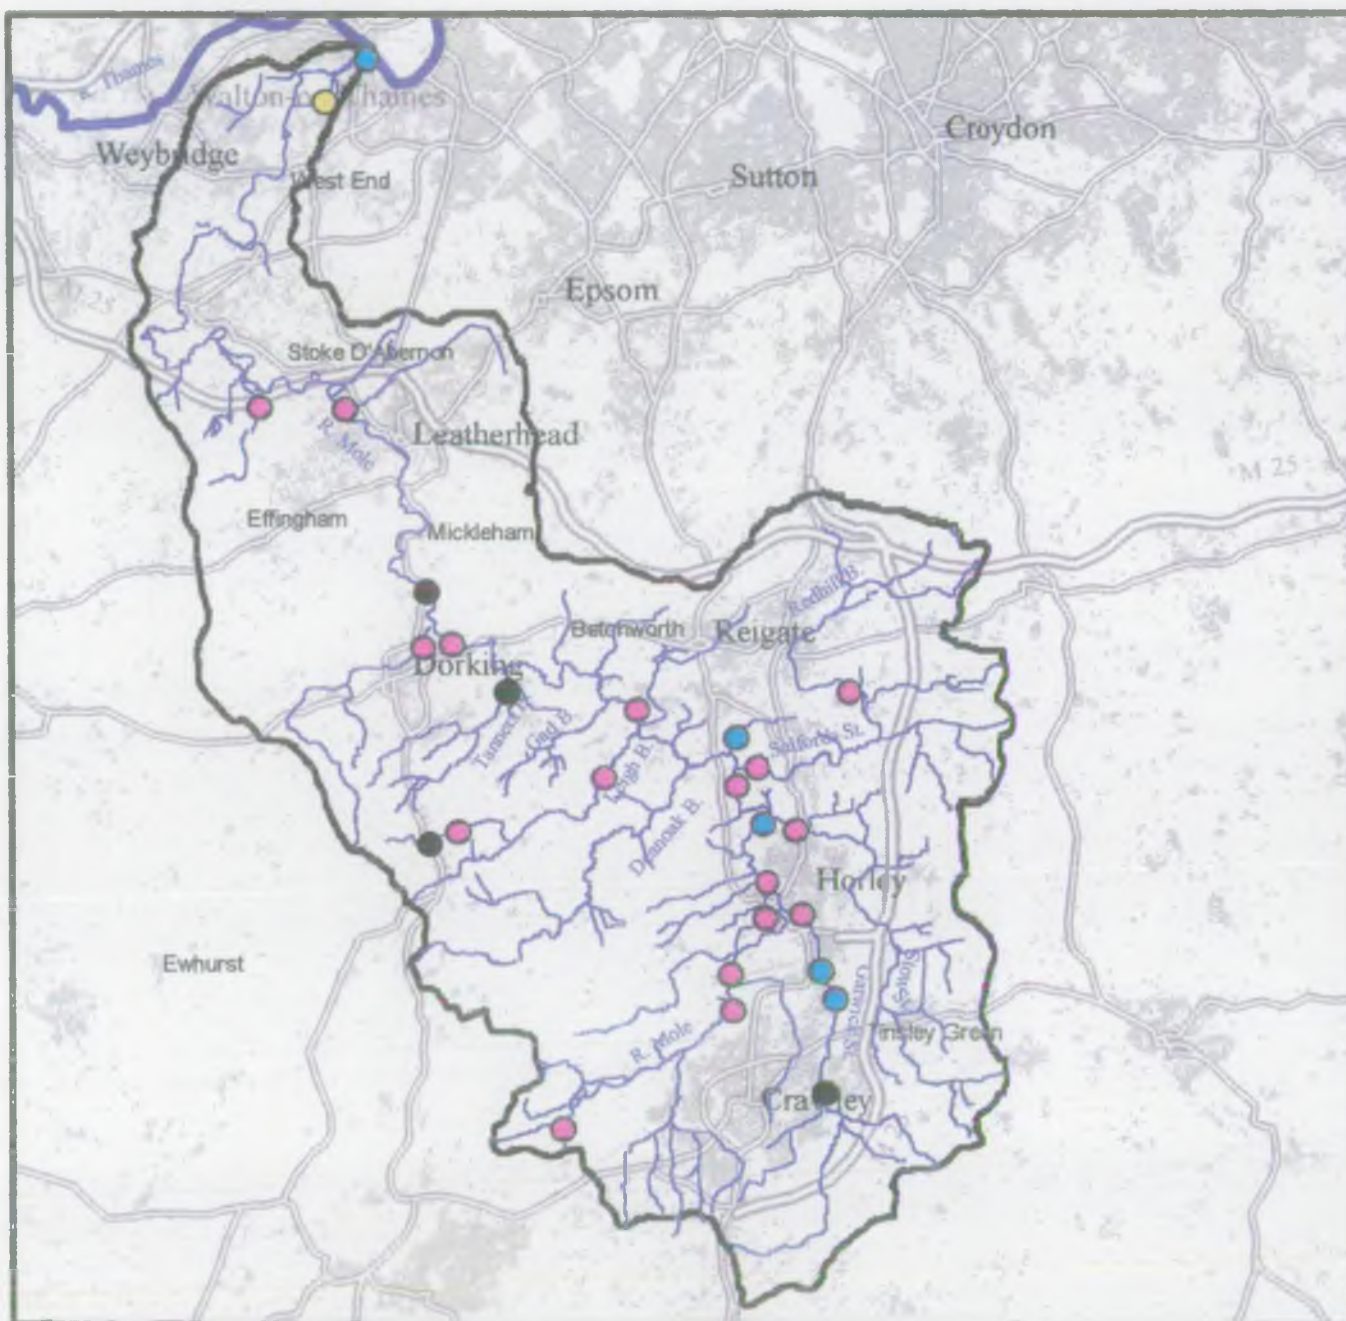 R. Thames
Walton-on-Thames
Croydon
Weybridge
West End
Sutton
Epsom
M 25
Stoke D'Abernon
Leatherhead
R. Mole
M 25
Effingham
Mickleham
Redhill B.
Betchworth
Reigate
Dorking
Tanners B.
Gad B.
Salfords St.
Leigh B.
Deanoak B.
Horley
Ewhurst
Gatwick St.
R. Mole
Tinsley Green
Crawley